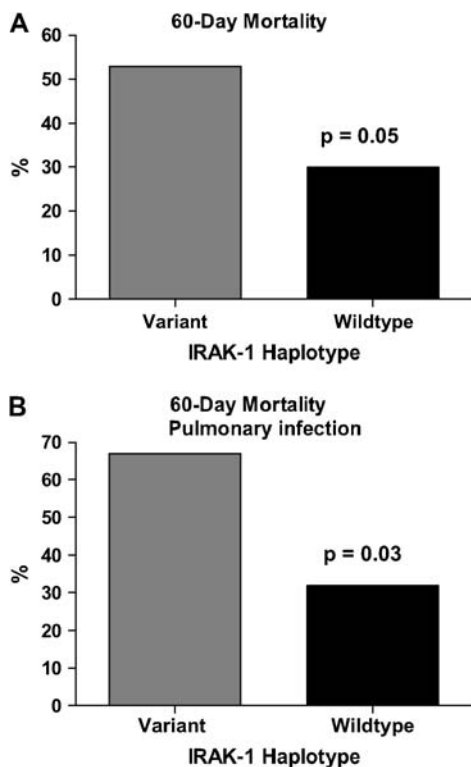 A
60-Day Mortality
60
50
40
30
20
10
0
%
p = 0.05
Variant
Wildtype
IRAK-1 Haplotype
B
60-Day Mortality
Pulmonary infection
70
60
50
40
30
20
10
0
%
p = 0.03
Variant
Wildtype
IRAK-1 Haplotype